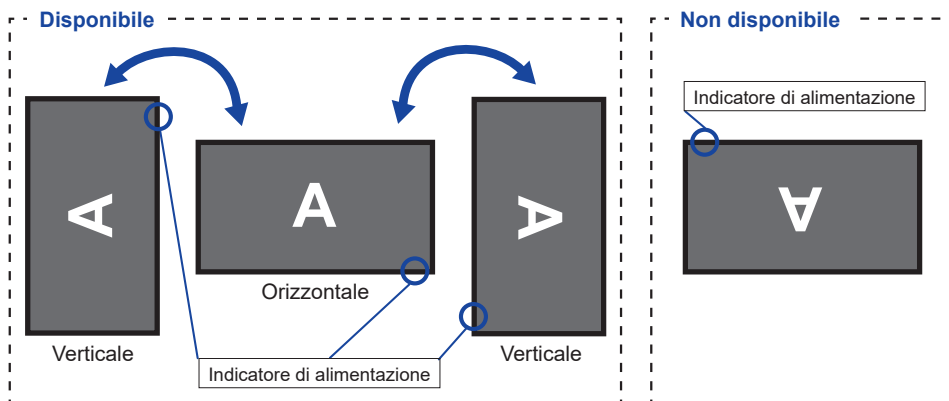 Disponibile
Non disponibile
Indicatore di alimentazione
A
A
A
A
Orizzontale
Verticale
Verticale
Indicatore di alimentazione